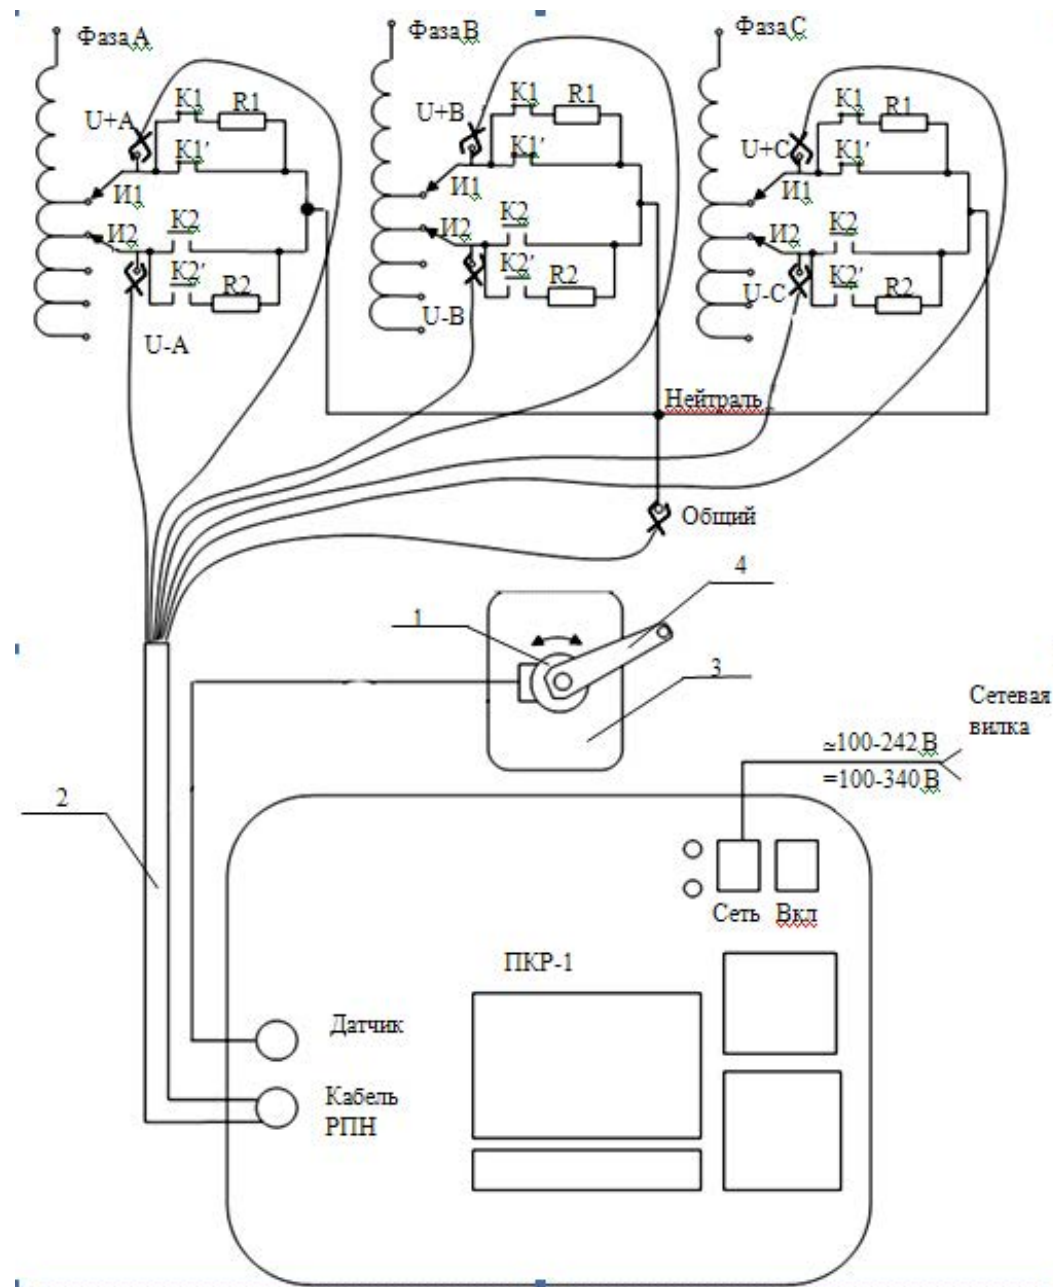 Фаза А
U+А
К1
R1
К1′
И1
И2
К2
К2′
R2
U-А
Фаза В
U+В
К1
R1
К1′
И1
И2
К2
К2′
R2
U-В
Фаза С
U+С
К1
R1
К1′
И1
И2
К2
К2′
R2
U-С
Нейтраль
Общий
1
4
3
2
Сетевая
вилка
≃100-242 В
=100-340 В
Сеть
Вкл
ПКР-1
Датчик
Кабель
РПН